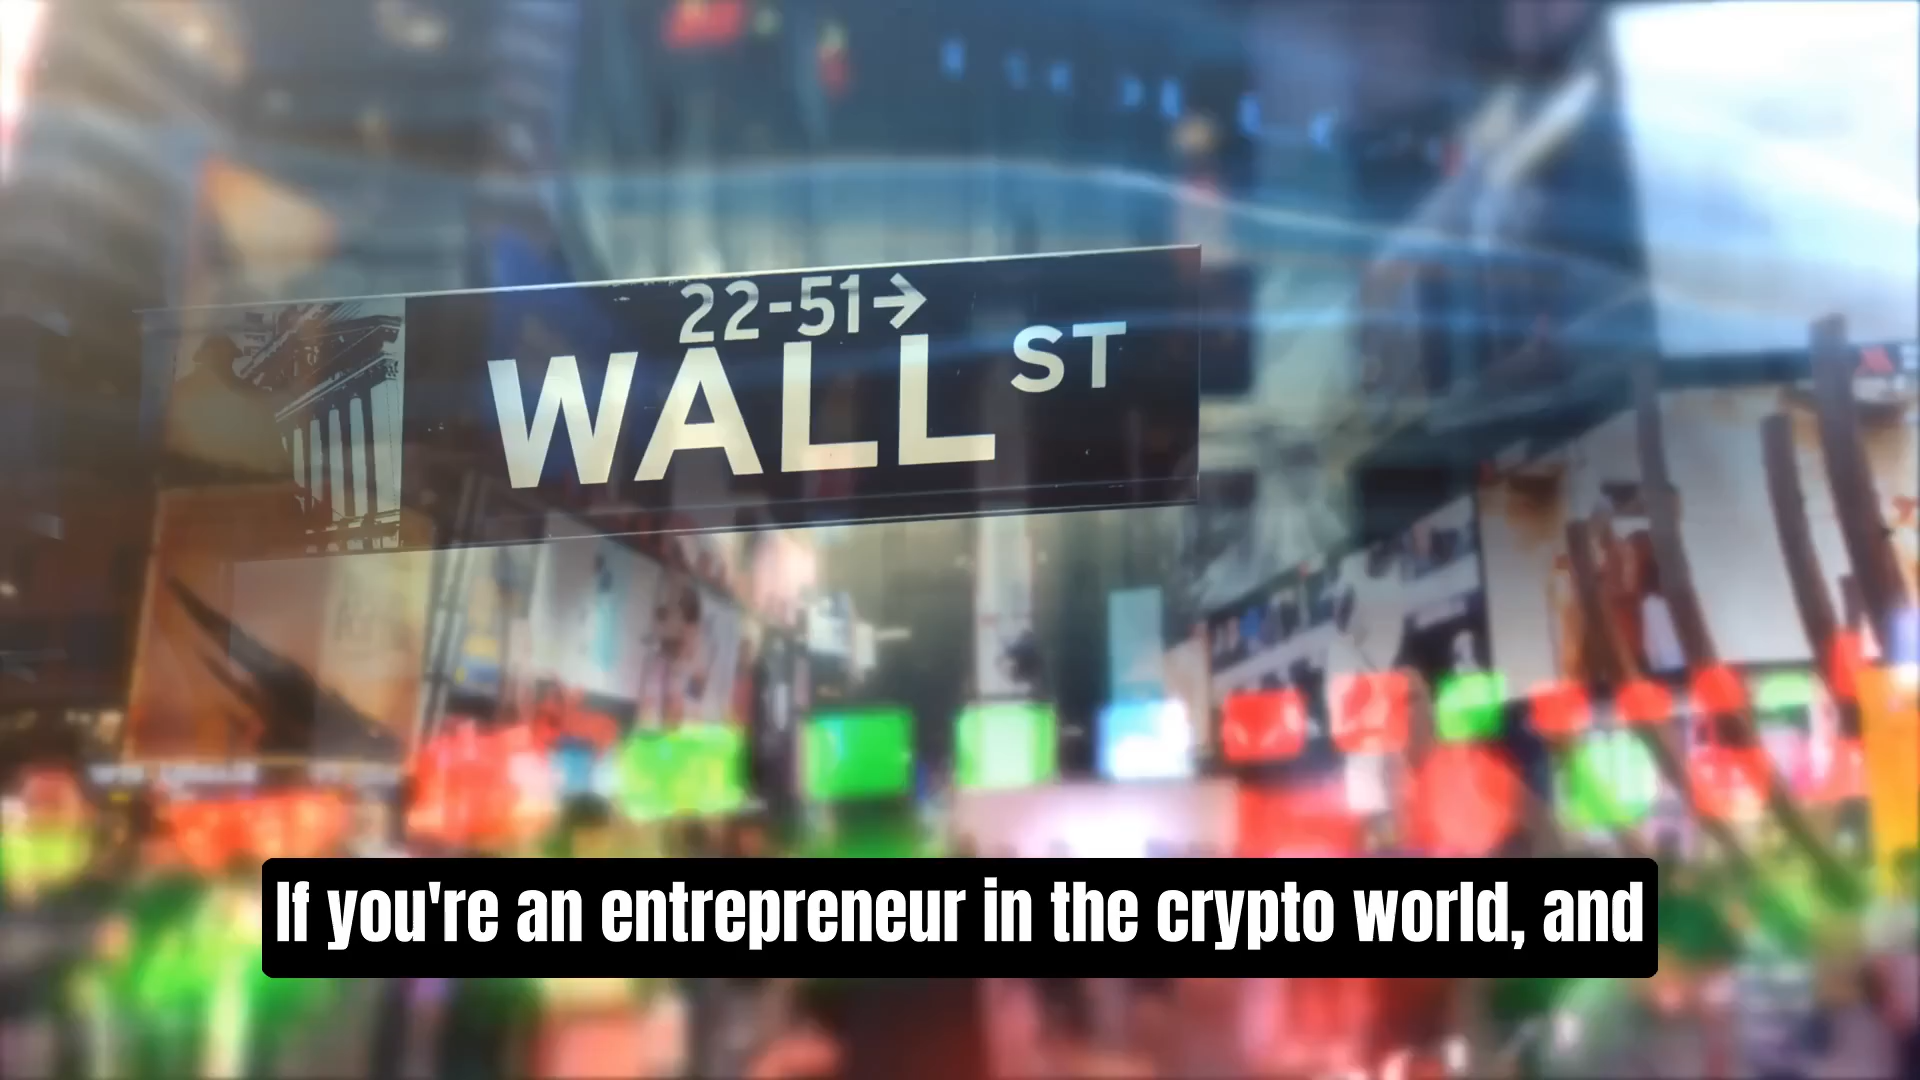 22-51→
WALL ST
If you're an entrepreneur in the crypto world, and